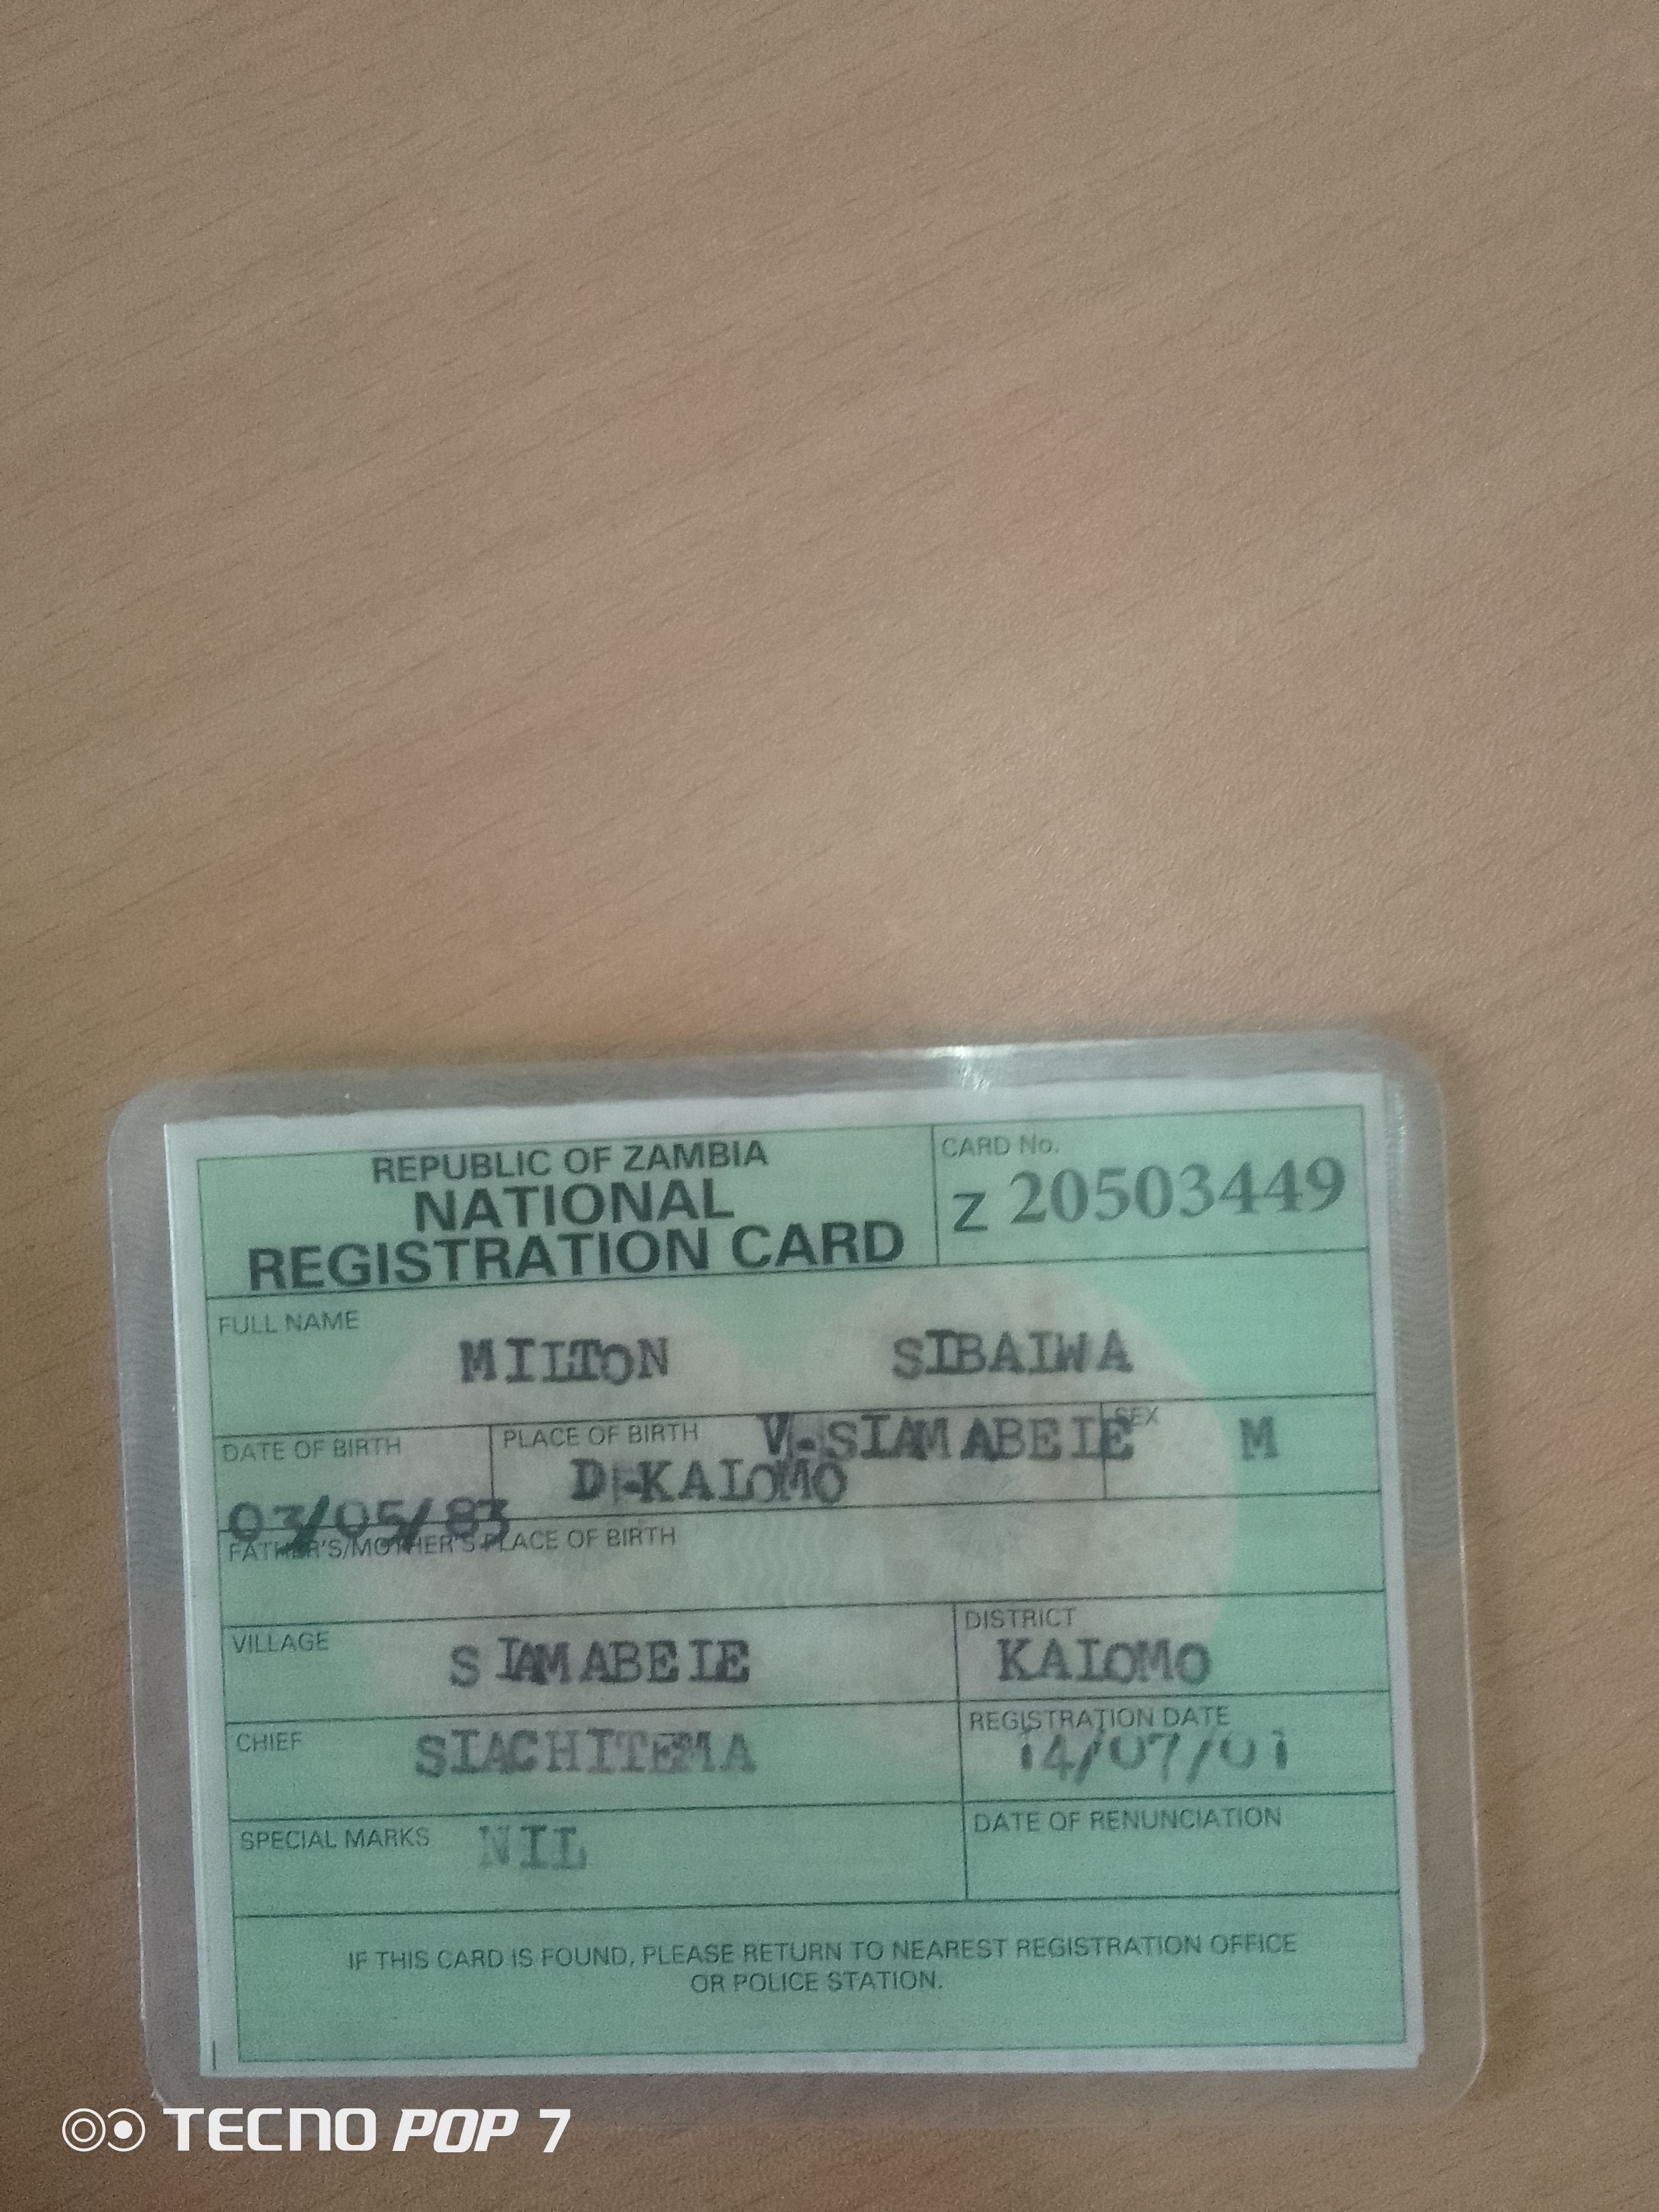 REPUBLIC OF ZAMBIA
NATIONAL
REGISTRATION CARD
CARD No.
Z 20503449
FULL NAME
MILTON SIBAIWA
DATE OF BIRTH
03/05/83
PLACE OF BIRTH V.SIAMABEIE
D.KALOMO
SEX M
FATHER'S/MOTHER'S PLACE OF BIRTH
VILLAGE SIAMABEIE
DISTRICT
KAIOMO
CHIEF SIACHITEMA
REGISTRATION DATE
14/07/01
SPECIAL MARKS NIL
DATE OF RENUNCIATION
IF THIS CARD IS FOUND, PLEASE RETURN TO NEAREST REGISTRATION OFFICE
OR POLICE STATION.
TECNO POP 7